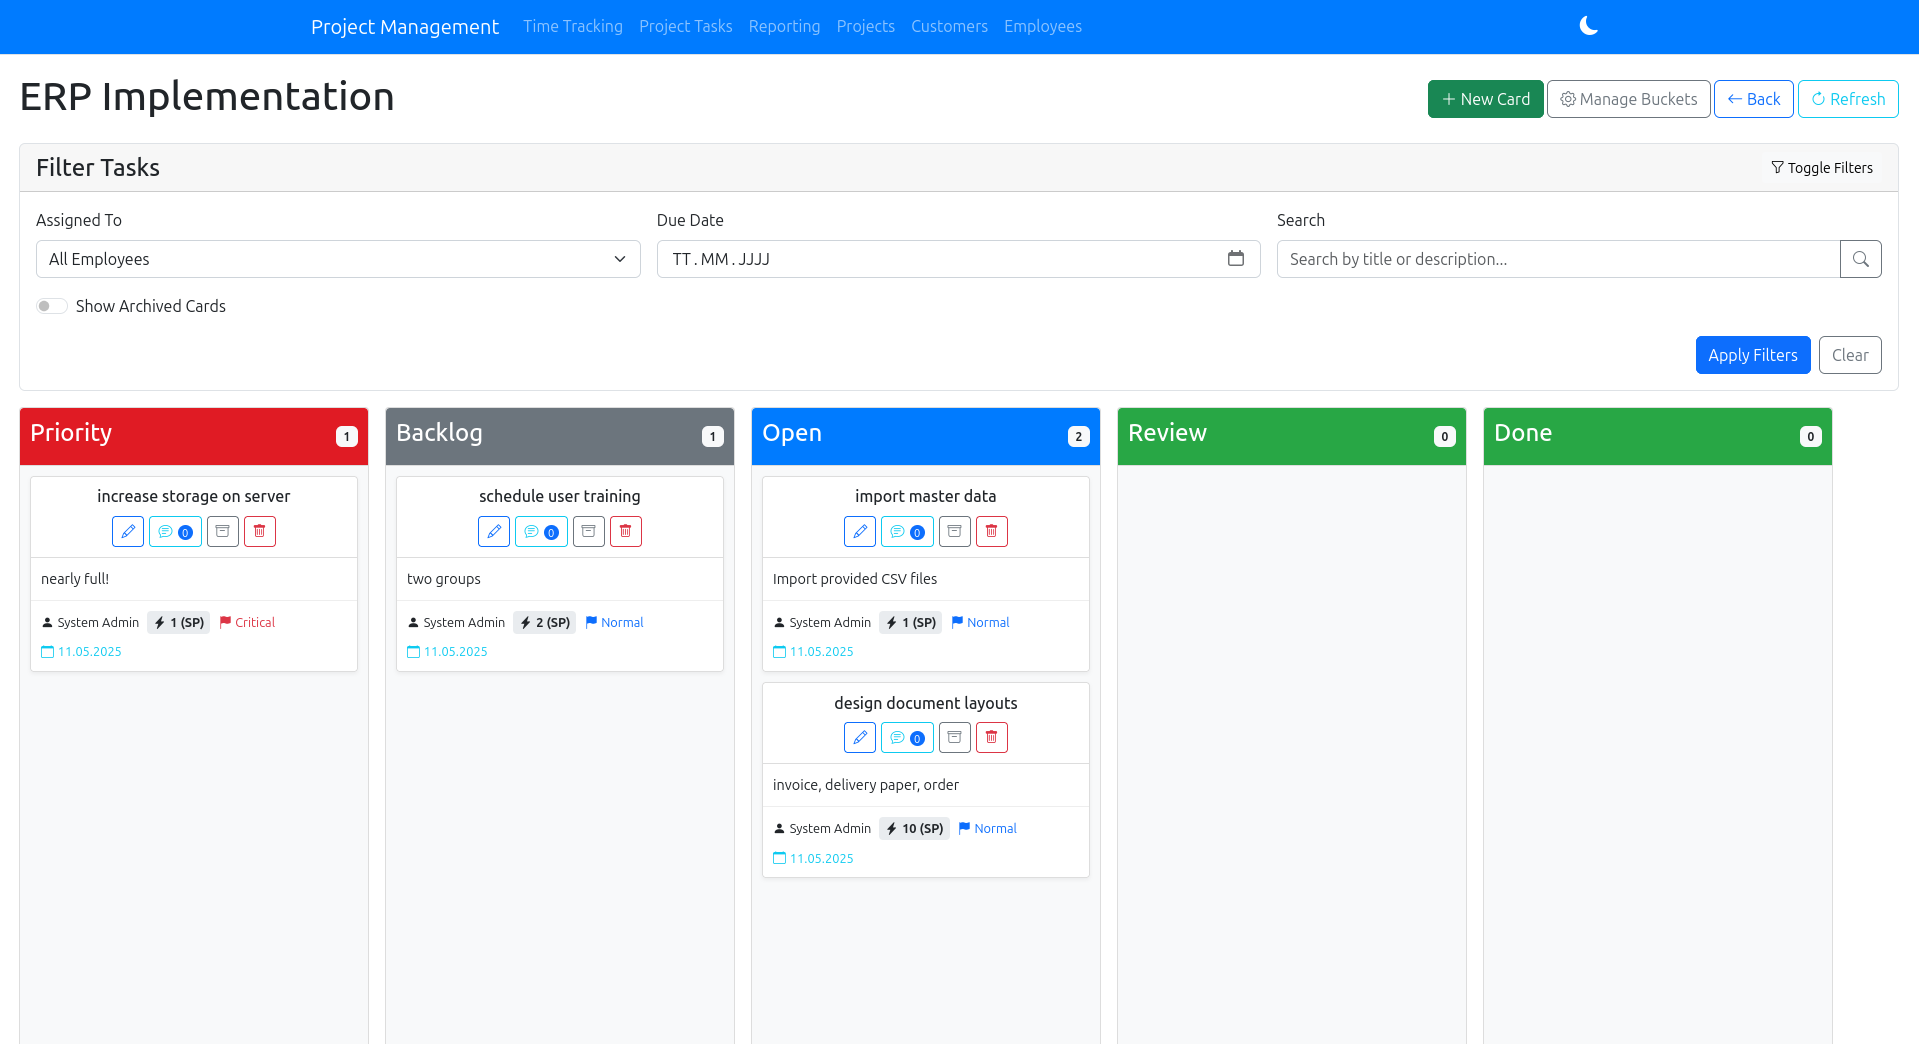 Project Management Time Tracking Project Tasks Reporting Projects Customers Employees
ERP Implementation
New Card Manage Buckets Back Refresh
Filter Tasks
Toggle Filters
Assigned To
All Employees
Due Date
TT . MM . JJJJ
Search
Search by title or description...
Show Archived Cards
Apply Filters Clear
Priority 1
increase storage on server
0
nearly full!
System Admin 1 (SP) Critical
11.05.2025
Backlog 1
schedule user training
0
two groups
System Admin 2 (SP) Normal
11.05.2025
Open 2
import master data
0
Import provided CSV files
System Admin 1 (SP) Normal
11.05.2025
design document layouts
0
invoice, delivery paper, order
System Admin 10 (SP) Normal
11.05.2025
Review 0
Done 0